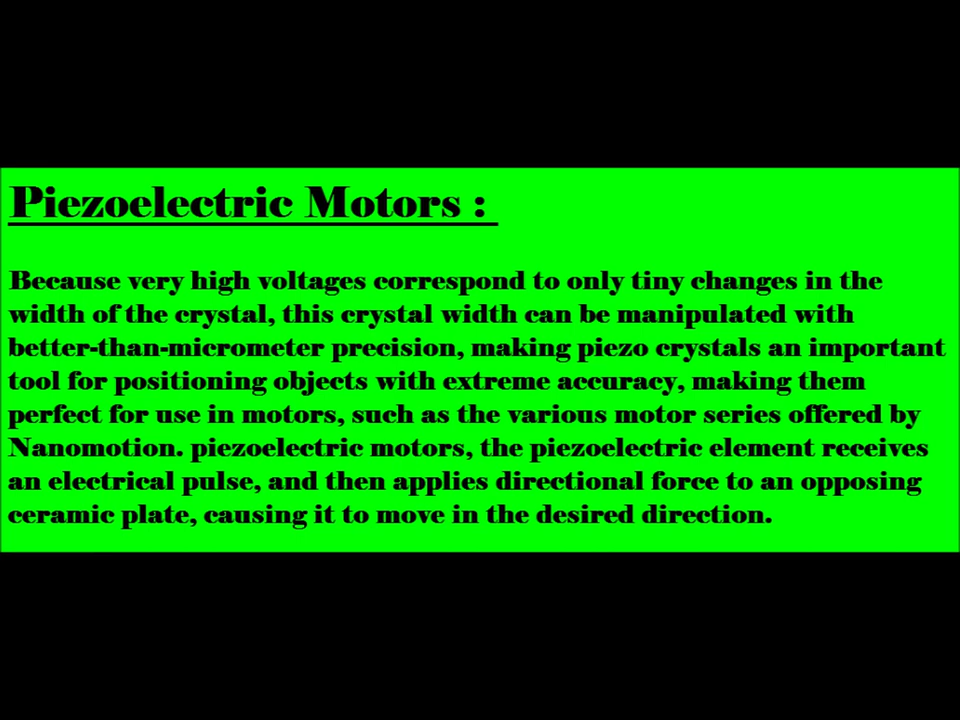 Piezoelectric Motors :
Because very high voltages correspond to only tiny changes in the
width of the crystal, this crystal width can be manipulated with
better-than-micrometer precision, making piezo crystals an important
tool for positioning objects with extreme accuracy, making them
perfect for use in motors, such as the various motor series offered by
Nanomotion. piezoelectric motors, the piezoelectric element receives
an electrical pulse, and then applies directional force to an opposing
ceramic plate, causing it to move in the desired direction.